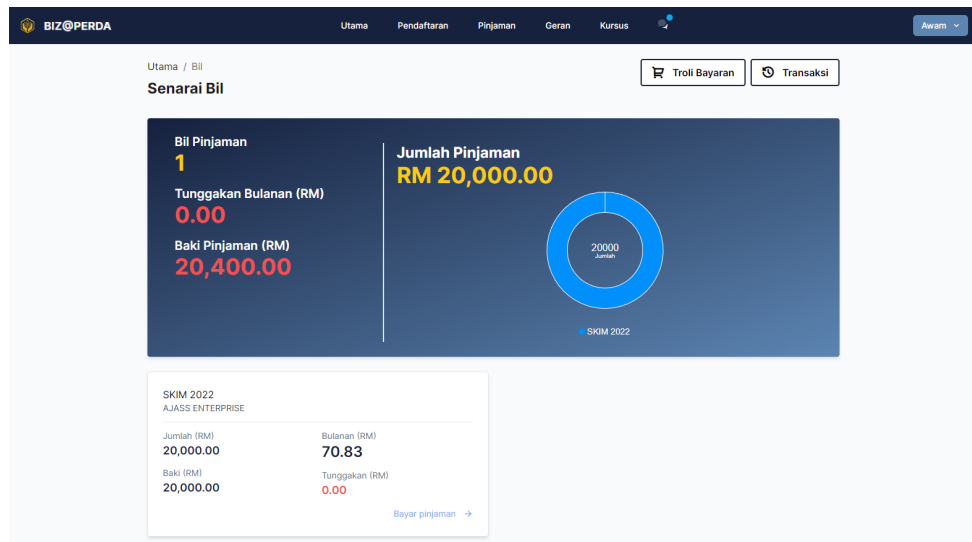 BIZ@PERDA
Utama
Pendaftaran
Pinjaman
Geran
Kursus
Awam
Utama / Bil
Senarai Bil
Troli Bayaran
Transaksi
Bil Pinjaman
1
Tunggakan Bulanan (RM)
0.00
Baki Pinjaman (RM)
20,400.00
Jumlah Pinjaman
RM 20,000.00
20000
Jumlah
SKIM 2022
SKIM 2022
AJASS ENTERPRISE
Jumlah (RM)
20,000.00
Bulanan (RM)
70.83
Baki (RM)
20,000.00
Tunggakan (RM)
0.00
Bayar pinjaman